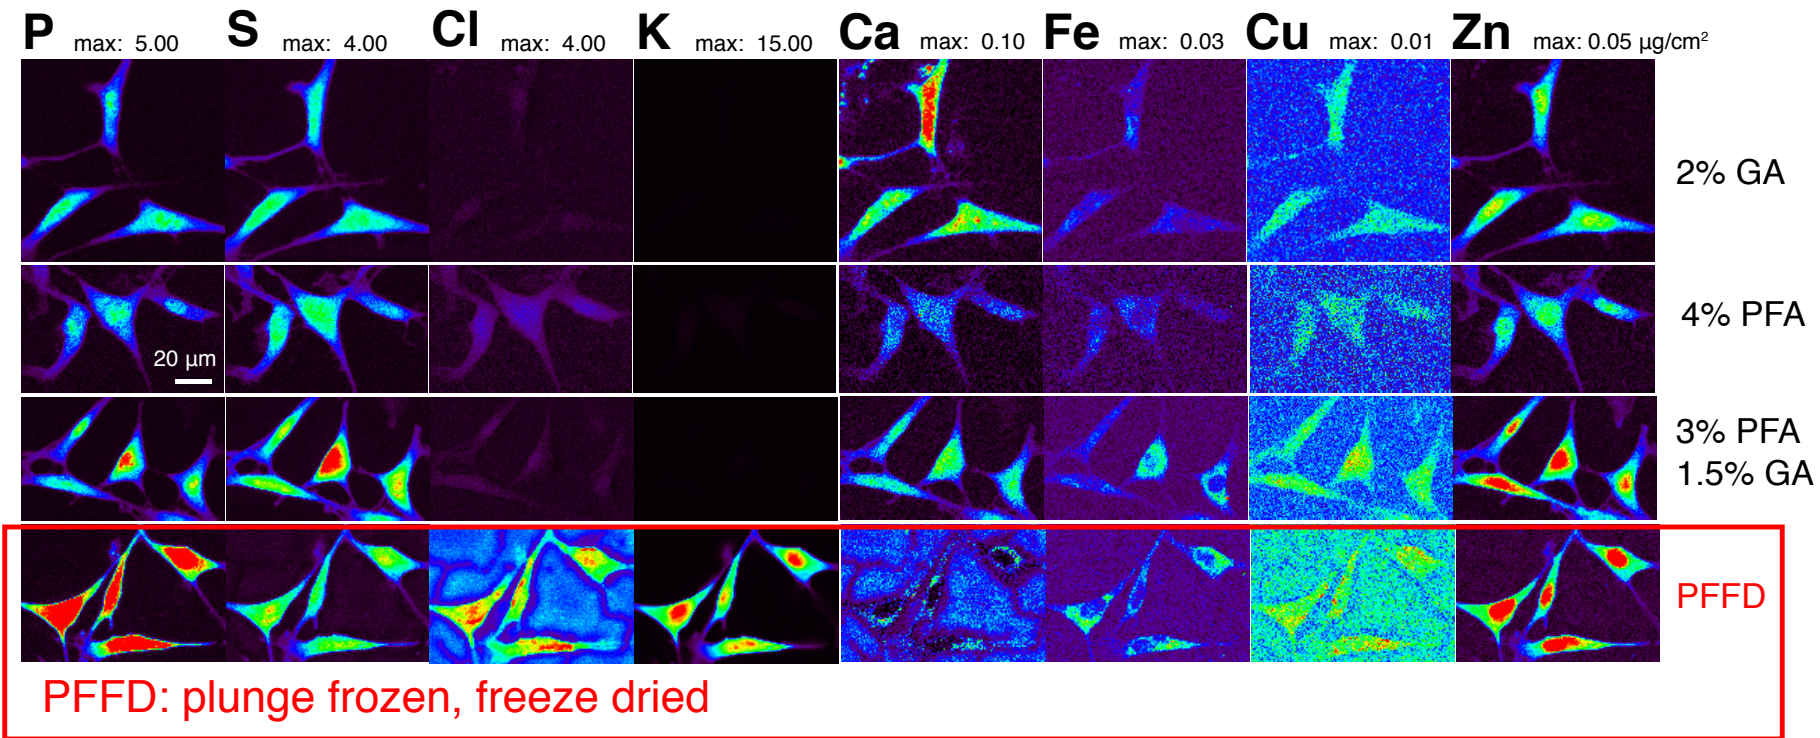 P max: 5.00 S max: 4.00 Cl max: 4.00 K max: 15.00 Ca max: 0.10 Fe max: 0.03 Cu max: 0.01 Zn max: 0.05 µg/cm²
2% GA
4% PFA
20 µm
3% PFA
1.5% GA
PFFD
PFFD: plunge frozen, freeze dried